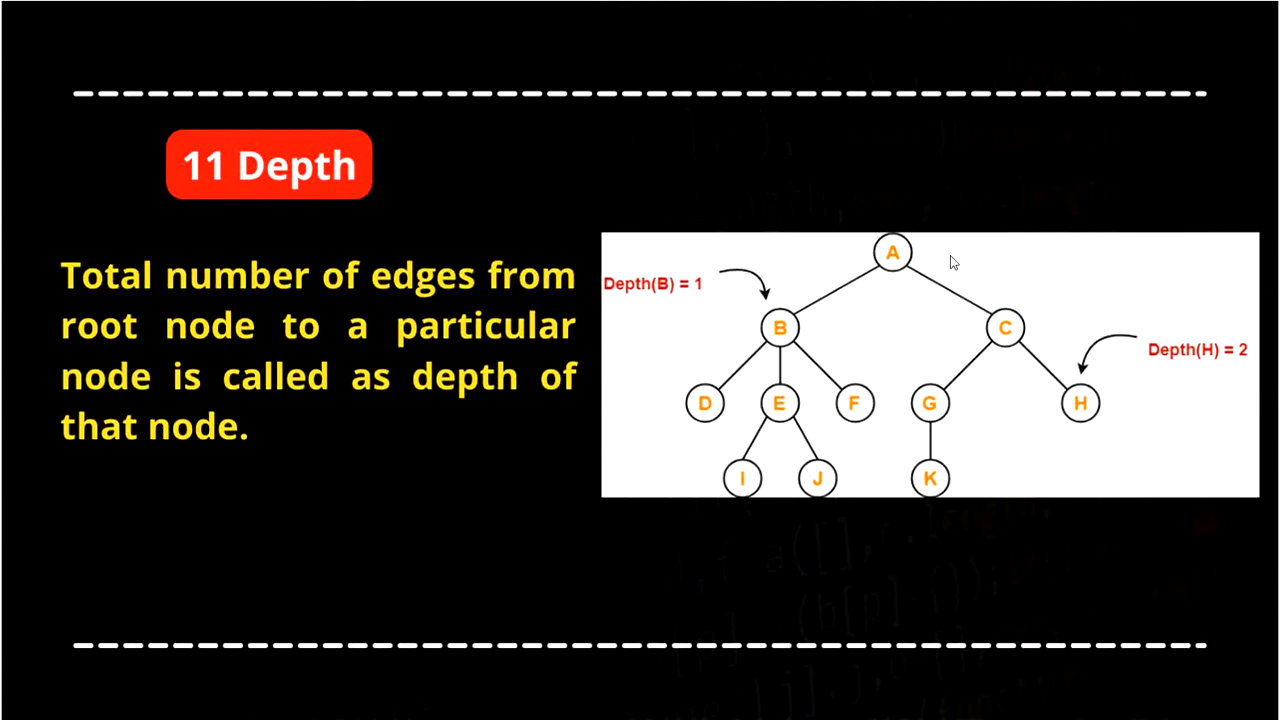 11 Depth
Total number of edges from
root node to a particular
node is called as depth of
that node.
A
Depth(B) = 1
B
C
Depth(H) = 2
D
E
F
G
H
I
J
K